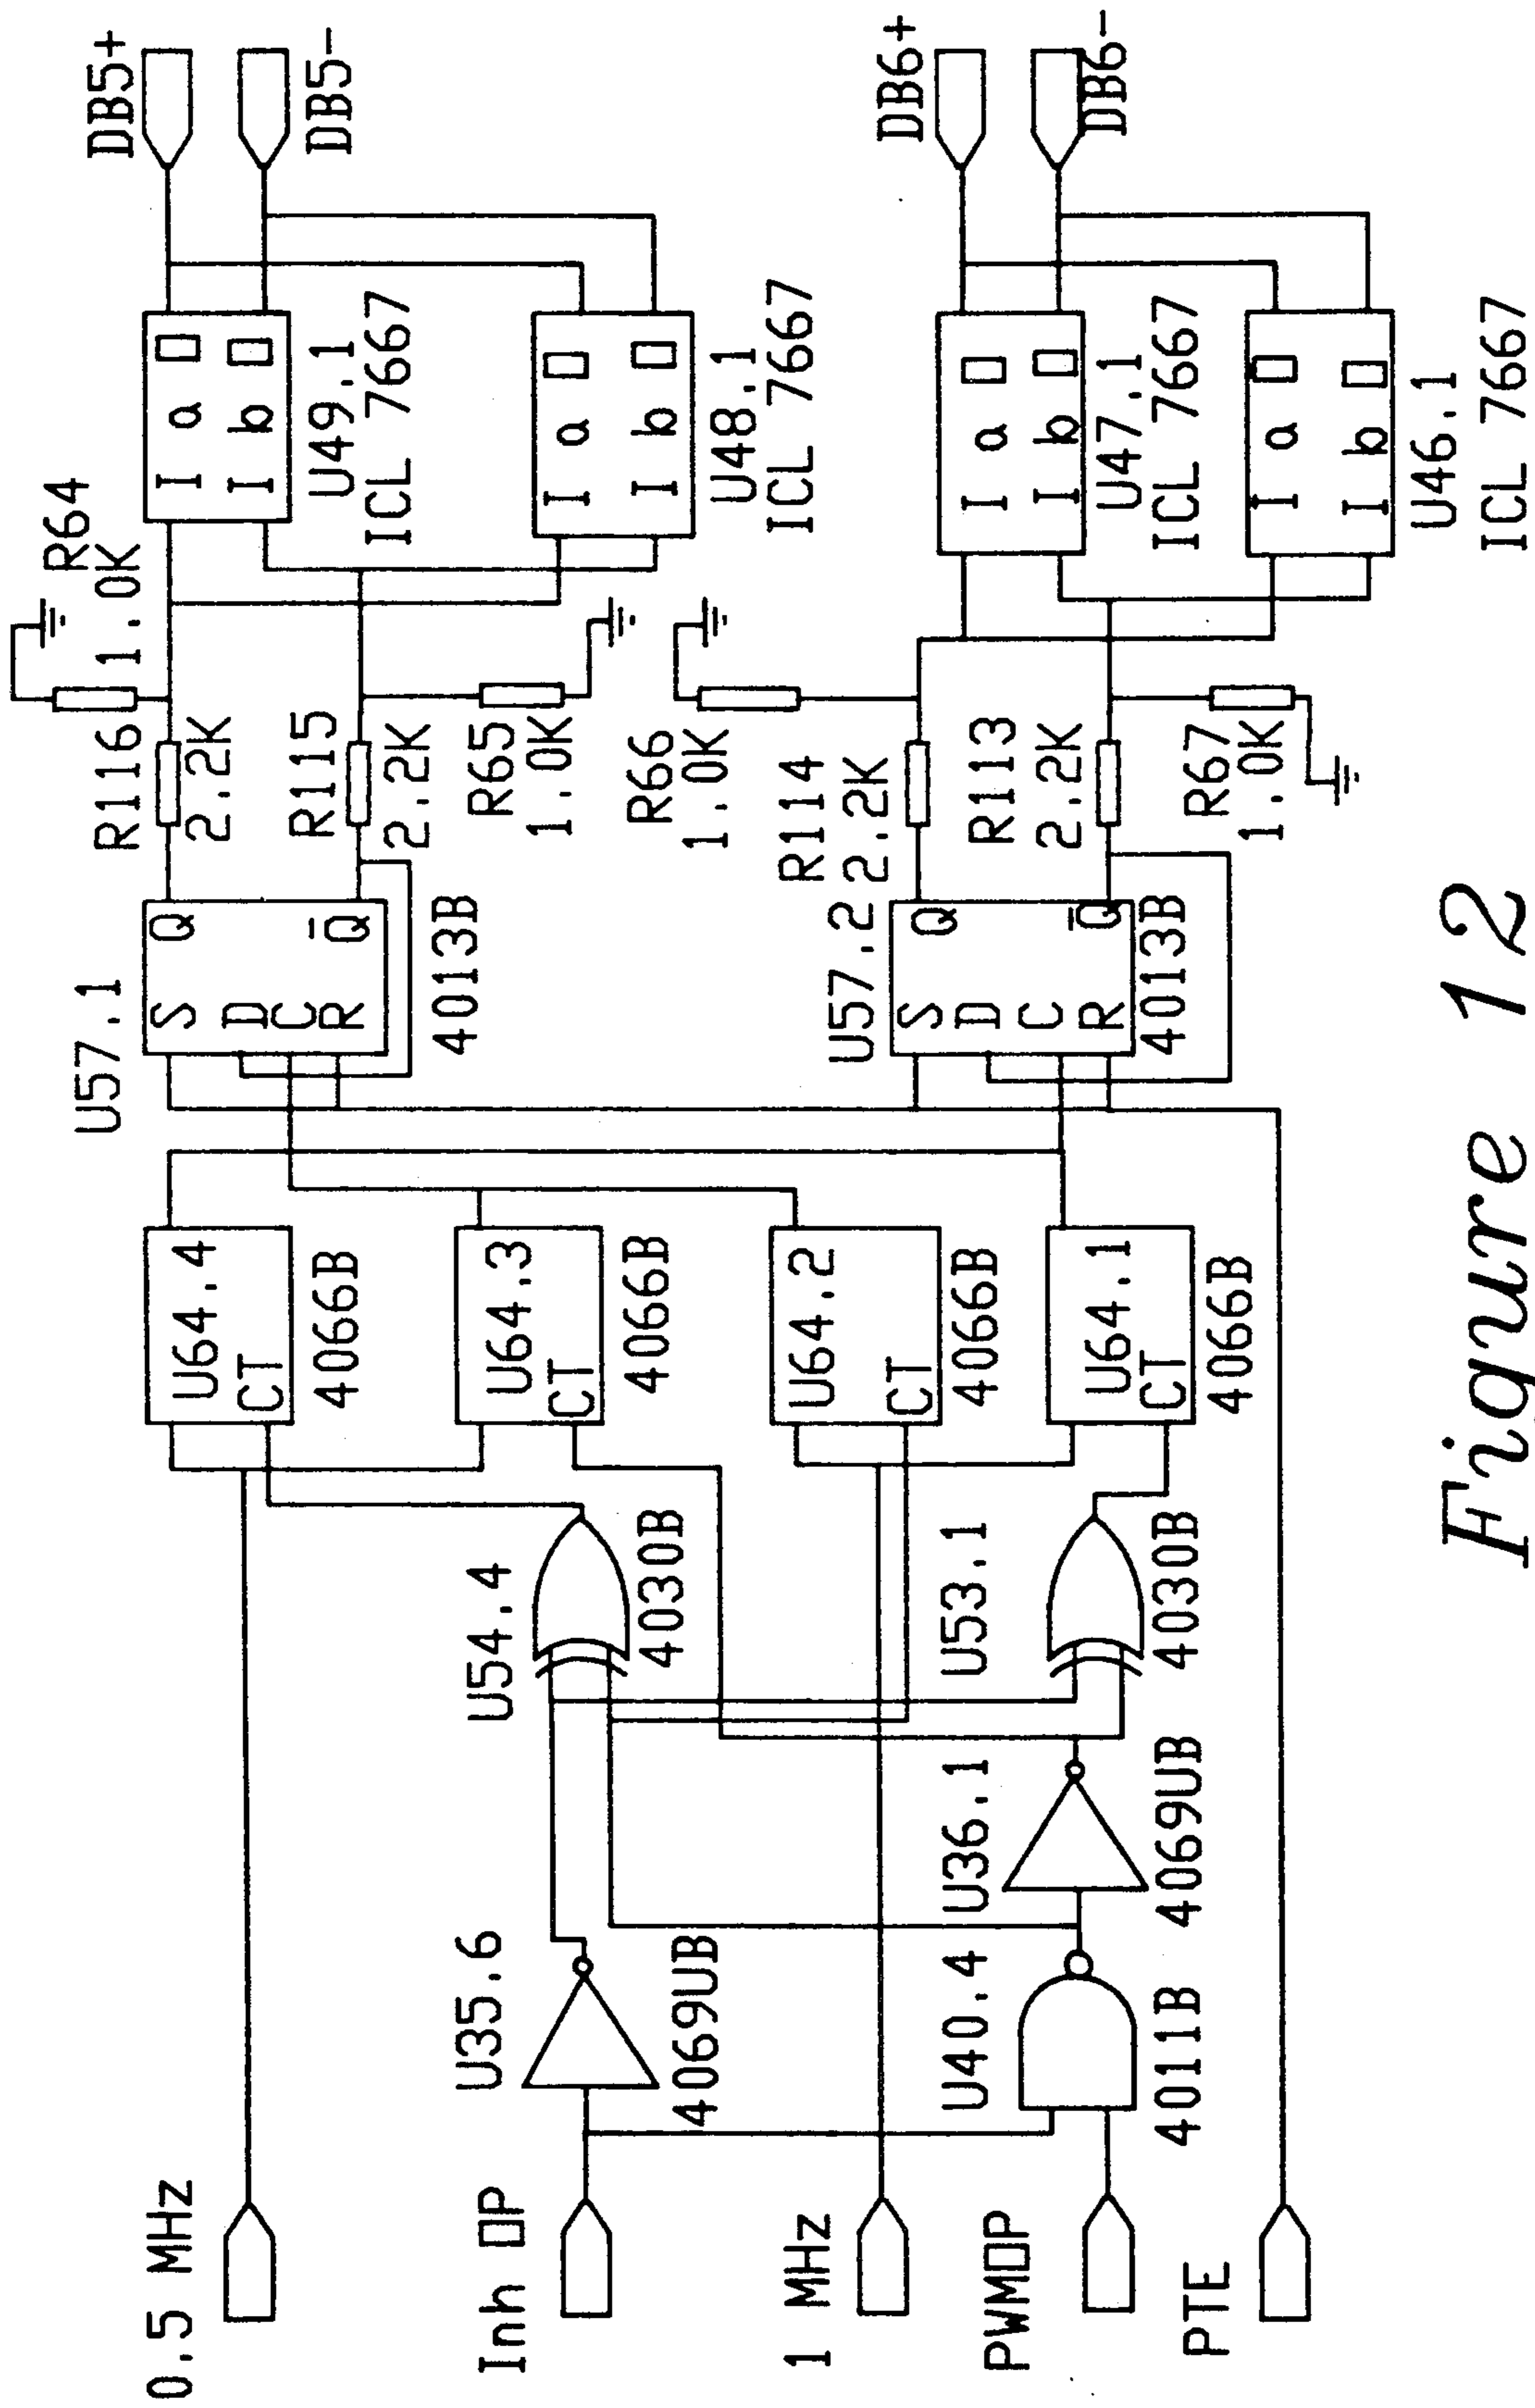 0.5 MHz
Inh OP
1 MHz
PWMOP
PTE
U35.6
4069UB
U40.4
4011B
U36.1
4069UB
U54.4
4030B
U53.1
4030B
U64.4
CT
4066B
U64.3
CT
4066B
U64.2
CT
4066B
U64.1
CT
4066B
U57.1
S Q
D
C
R Q̅
4013B
U57.2
S Q
D
C
R Q̅
4013B
R116
2.2K
R64
1.0K
R115
2.2K
R65
1.0K
R66
1.0K
R114
2.2K
R113
2.2K
R67
1.0K
I a O
I b O
U49.1
ICL 7667
I a O
I b O
U48.1
ICL 7667
I a O
I b O
U47.1
ICL 7667
I a O
I b O
U46.1
ICL 7667
DB5+
DB5-
DB6+
DB6-
Figure 12